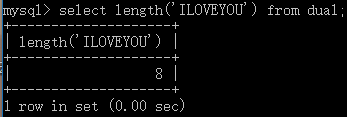 mysql> select length('ILOVEYOU') from dual;
+--------------------+
| length('ILOVEYOU') |
+--------------------+
|                  8 |
+--------------------+
1 row in set (0.00 sec)